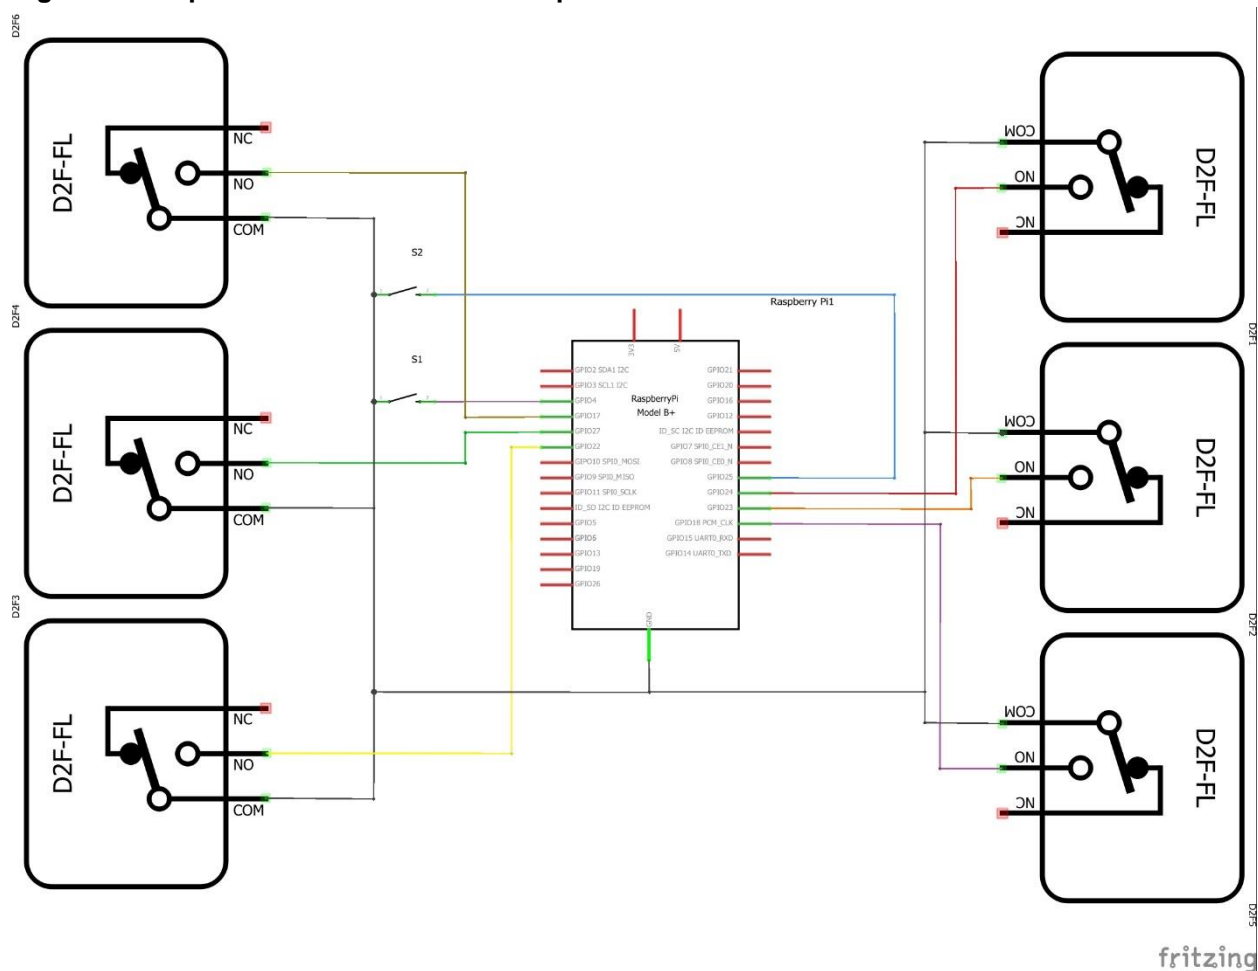 D2F6
D2F-FL
NC
NO
COM
D2F4
D2F-FL
NC
NO
COM
D2F3
D2F-FL
NC
NO
COM
S2
S1
Raspberry Pi1
3V3
5V
RaspberryPi
Model B+
GPIO2 SDA1 I2C
GPIO3 SCL1 I2C
GPIO4
GPIO17
GPIO27
GPIO22
GIPO10 SPI0_MOSI
GPIO9 SPI0_MISO
GPIO11 SPI0_SCLK
ID_SD I2C ID EEPROM
GPIO5
GPIO6
GPIO13
GPIO19
GPIO26
GPIO21
GPIO20
GPIO16
GPIO12
ID_SC I2C ID EEPROM
GPIO7 SPI0_CE1_N
GPIO8 SPI0_CE0_N
GPIO25
GPIO24
GPIO23
GPIO18 PCM_CLK
GPIO15 UART0_RXD
GPIO14 UART0_TXD
GND
COM
NO
NC
D2F-FL
D2F1
COM
NO
NC
D2F-FL
D2F2
COM
NO
NC
D2F-FL
D2F5
fritzing